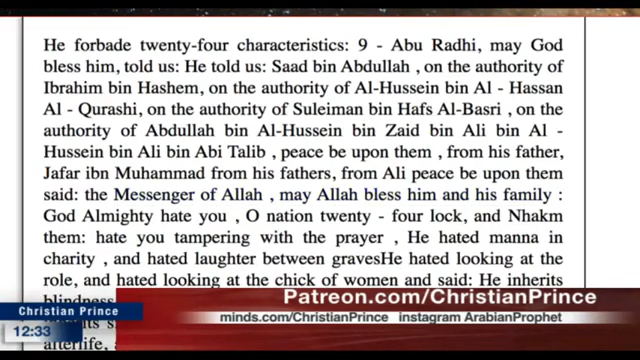 He forbade twenty-four characteristics: 9 - Abu Radhi, may God
bless him, told us: He told us: Saad bin Abdullah , on the authority of
Ibrahim bin Hashem, on the authority of Al-Hussein bin Al - Hassan
Al - Qurashi, on the authority of Suleiman bin Hafs Al-Basri , on the
authority of Abdullah bin Al-Hussein bin Zaid bin Ali bin Al -
Hussein bin Ali bin Abi Talib, peace be upon them , from his father,
Jafar ibn Muhammad from his fathers, from Ali peace be upon them
said: the Messenger of Allah , may Allah bless him and his family :
God Almighty hate you , O nation twenty - four lock, and Nhakm
them: hate you tampering with the prayer , He hated manna in
charity , and hated laughter between gravesHe hated looking at the
role, and hated looking at the chick of women and said: He inherits
blindness
Patreon.com/ChristianPrince
Christian Prince
minds.com/ChristianPrince instagram ArabianProphet
12:33